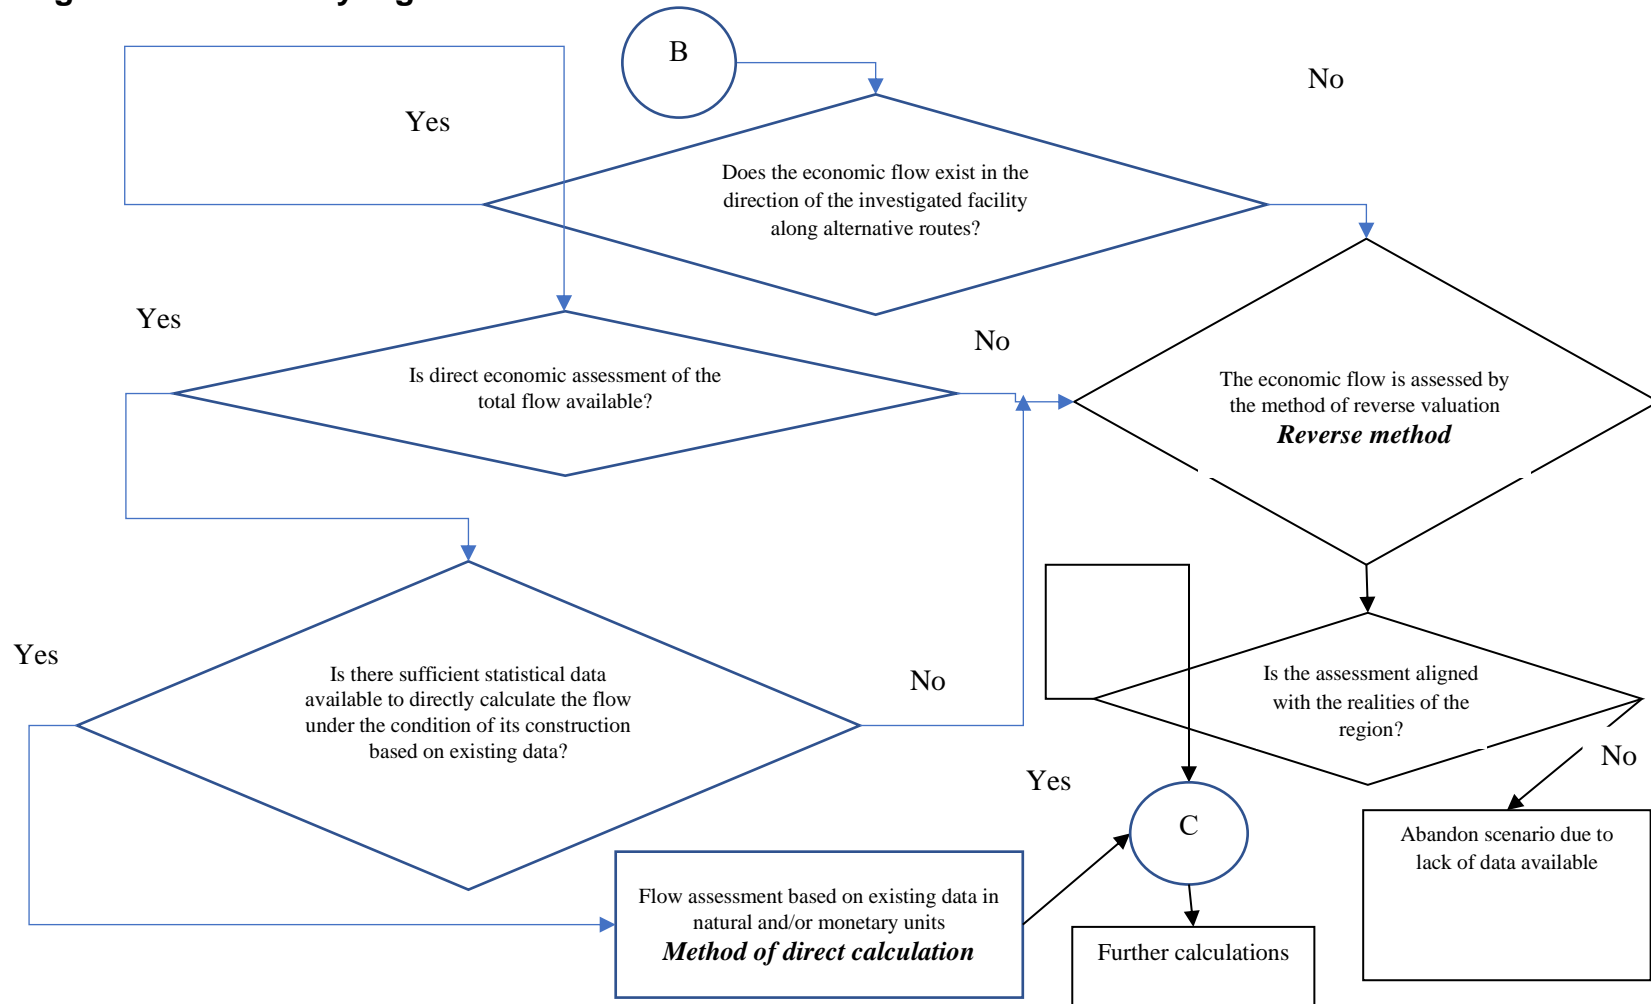 B
No
Yes
Does the economic flow exist in the
direction of the investigated facility
along alternative routes?
Yes
No
Is direct economic assessment of the
total flow available?
The economic flow is assessed by
the method of reverse valuation
Reverse method
Yes
Is there sufficient statistical data
available to directly calculate the flow
under the condition of its construction
based on existing data?
No
Is the assessment aligned
with the realities of the
region?
No
Yes
C
Abandon scenario due to
lack of data available
Flow assessment based on existing data in
natural and/or monetary units
Method of direct calculation
Further calculations